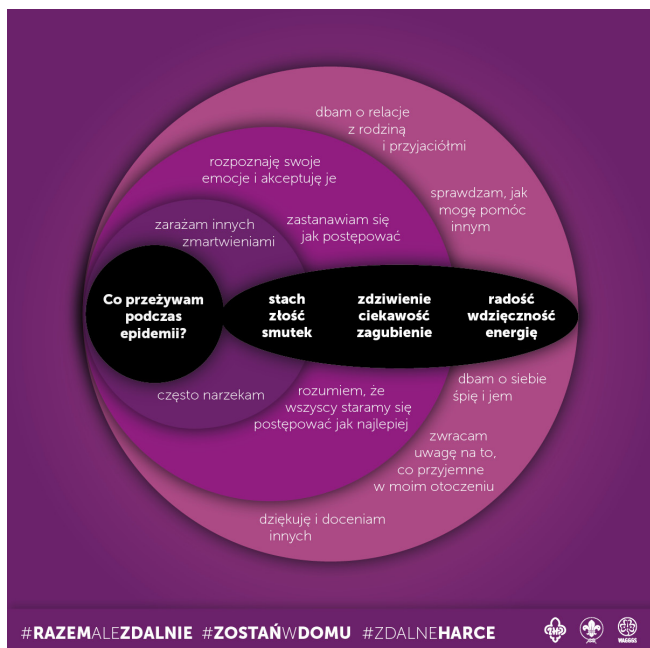 dbam o relacje
z rodziną
i przyjaciółmi
rozpoznaję swoje
emocje i akceptuję je
sprawdzam, jak
mogę pomóc
innym
zarażam innych
zmartwieniami
zastanawiam się
jak postępować
Co przeżywam
podczas
epidemii?
stach
złość
smutek
zdziwienie
ciekawość
zagubienie
radość
wdzięczność
energię
często narzekam
rozumiem, że
wszyscy staramy się
postępować jak najlepiej
dbam o siebie
śpię i jem
zwracam
uwagę na to,
co przyjemne
w moim otoczeniu
dziękuję i doceniam
innych
#RAZEMALEZDALNIE #ZOSTAŃWDOMU #ZDALNEHARCE
WAGGGS